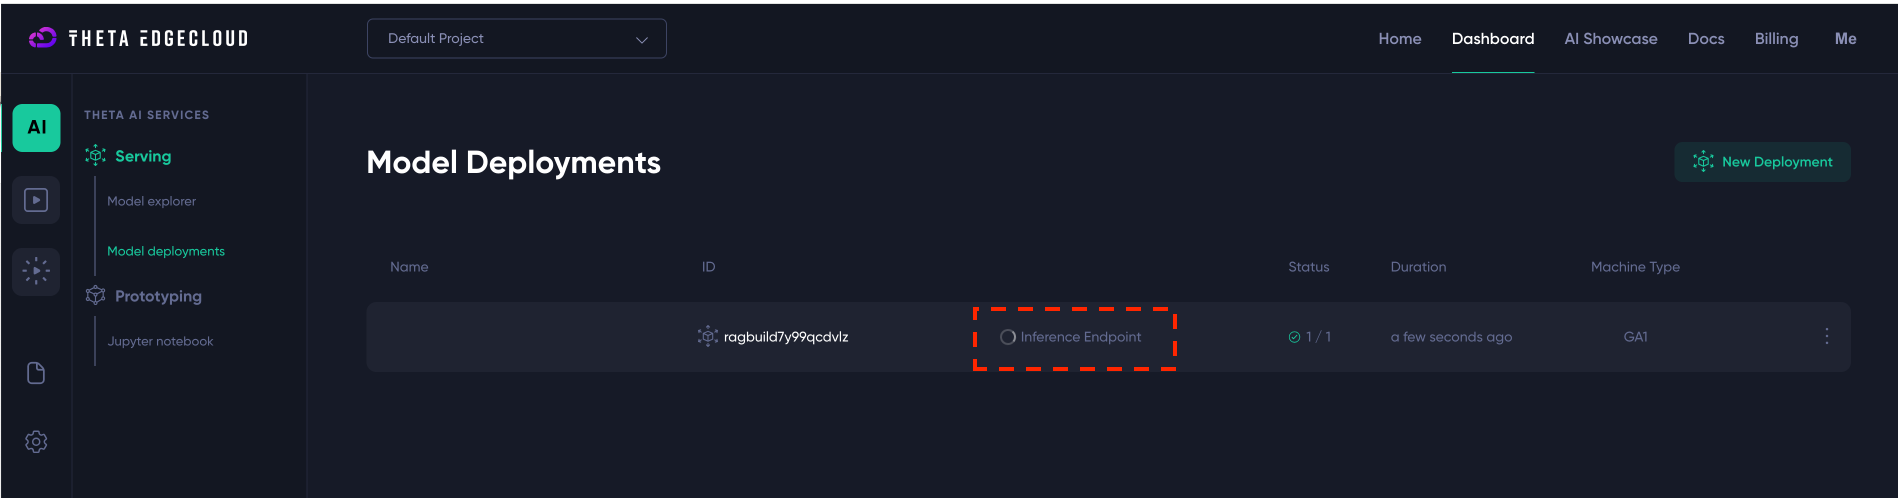 THETA EDGECLOUD
Default Project
Home Dashboard AI Showcase Docs Billing Me
AI
THETA AI SERVICES
Serving
Model explorer
Model deployments
Prototyping
Jupyter notebook
Model Deployments
New Deployment
Name ID Status Duration Machine Type
ragbuild7y99qcdvlz Inference Endpoint 1 / 1 a few seconds ago GA1